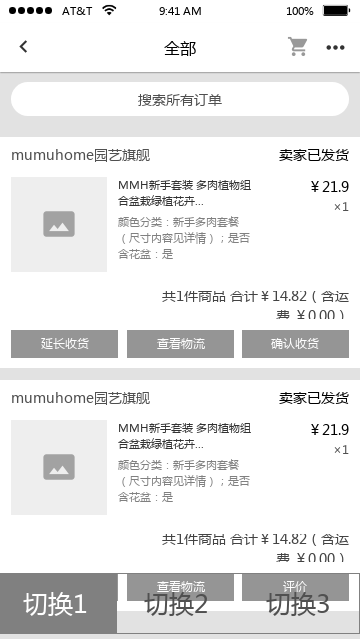 AT&T 9:41 AM 100%
全部
搜索所有订单
mumuhome园艺旗舰 卖家已发货
MMH新手套装 多肉植物组 ¥21.9
合盆栽绿植花卉... ×1
颜色分类：新手多肉套餐
（尺寸内容见详情）；是否
含花盆：是
共1件商品 合计¥14.82（含运
费 ¥0.00）
延长收货 查看物流 确认收货
mumuhome园艺旗舰 卖家已发货
MMH新手套装 多肉植物组 ¥21.9
合盆栽绿植花卉... ×1
颜色分类：新手多肉套餐
（尺寸内容见详情）；是否
含花盆：是
共1件商品 合计¥14.82（含运
费 ¥0.00）
查看物流 评价
切换1 切换2 切换3